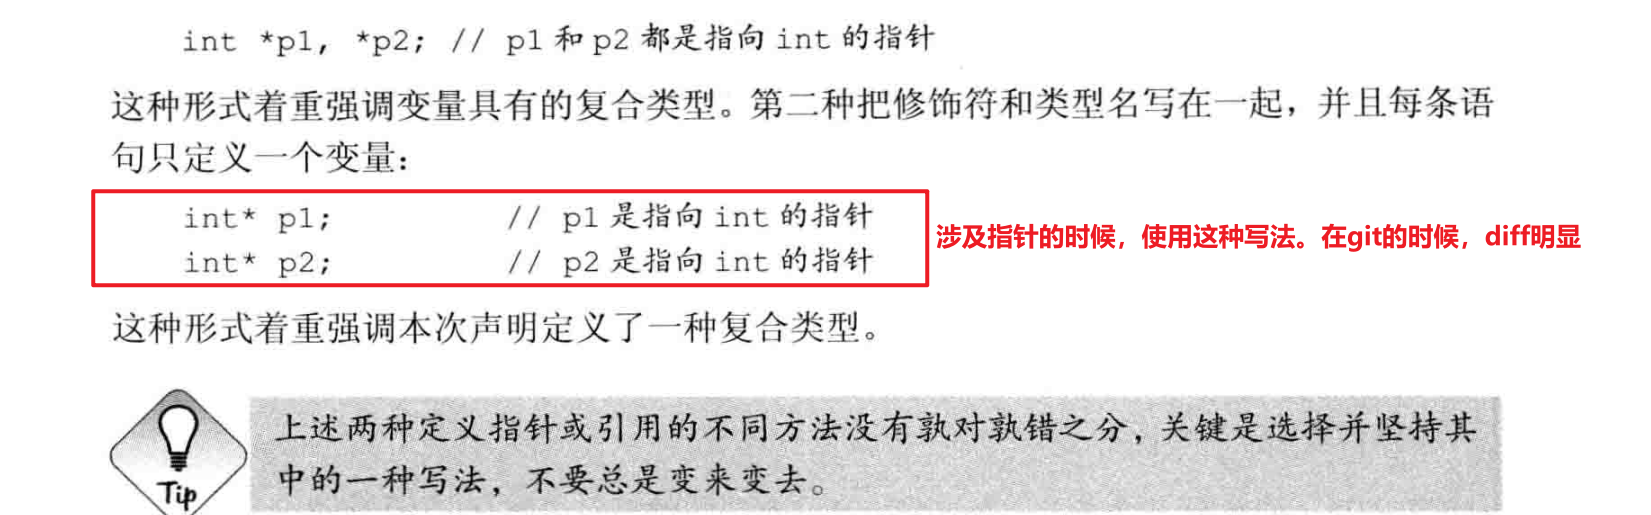 int *p1, *p2; // p1 和 p2 都是指向 int 的指针
这种形式着重强调变量具有的复合类型。第二种把修饰符和类型名写在一起，并且每条语
句只定义一个变量：
int* p1; // p1 是指向 int 的指针
int* p2; // p2 是指向 int 的指针
涉及指针的时候，使用这种写法。在git的时候，diff明显
这种形式着重强调本次声明定义了一种复合类型。
上述两种定义指针或引用的不同方法没有孰对孰错之分，关键是选择并坚持其
中的一种写法，不要总是变来变去。
Tip